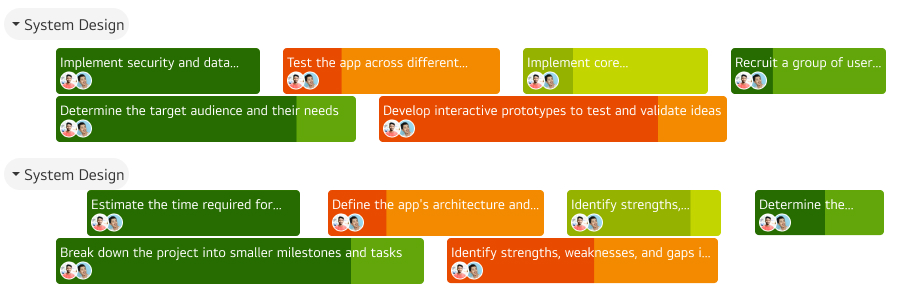 System Design
Implement security and data...
Test the app across different...
Implement core...
Recruit a group of user...
Determine the target audience and their needs
Develop interactive prototypes to test and validate ideas
System Design
Estimate the time required for...
Define the app's architecture and...
Identify strengths,...
Determine the...
Break down the project into smaller milestones and tasks
Identify strengths, weaknesses, and gaps i...